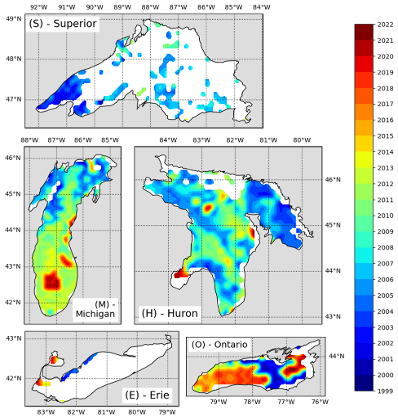 92°W 91°W 90°W 89°W 88°W 87°W 86°W 85°W 84°W
49°N
48°N
47°N
(S) - Superior
88°W 87°W 86°W 85°W
46°N
45°N
44°N
43°N
42°N
(M) -
Michigan
84°W 83°W 82°W 81°W 80°W
46°N
45°N
44°N
43°N
(H) - Huron
43°N
42°N
(E) - Erie
83°W 82°W 81°W 80°W 79°W
(O) - Ontario
44°N
79°W 78°W 77°W 76°W
2022
2021
2020
2019
2018
2017
2016
2015
2014
2013
2012
2011
2010
2009
2008
2007
2006
2005
2004
2003
2002
2001
2000
1999